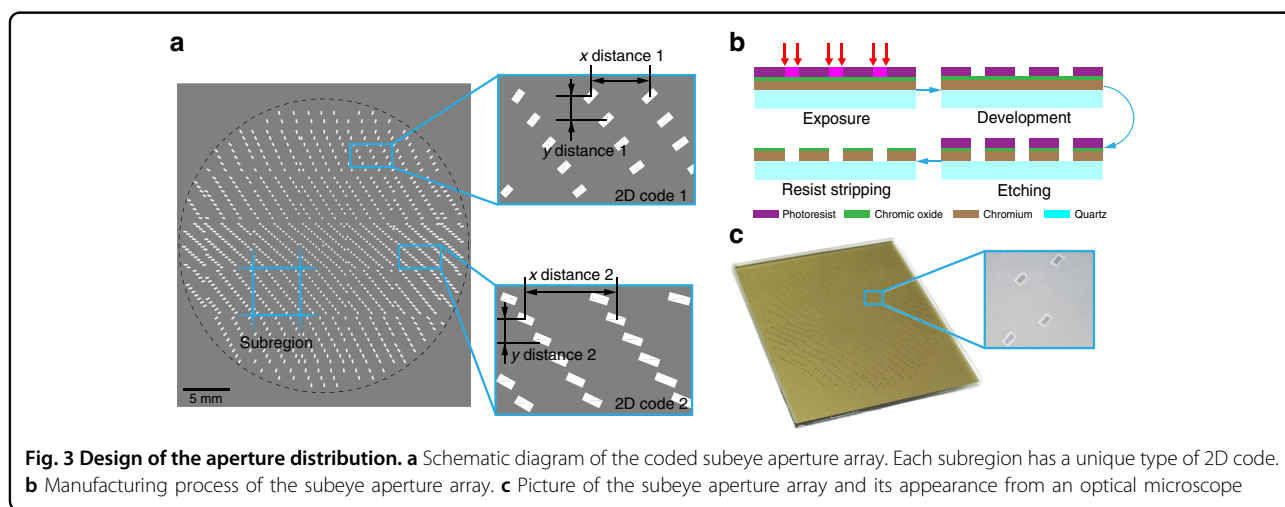 a
x distance 1
y distance 1
2D code 1
Subregion
5 mm
x distance 2
y distance 2
2D code 2
b
Exposure
Development
Resist stripping
Etching
Photoresist Chromic oxide Chromium Quartz
c
Fig. 3 Design of the aperture distribution. a Schematic diagram of the coded subeye aperture array. Each subregion has a unique type of 2D code.
b Manufacturing process of the subeye aperture array. c Picture of the subeye aperture array and its appearance from an optical microscope